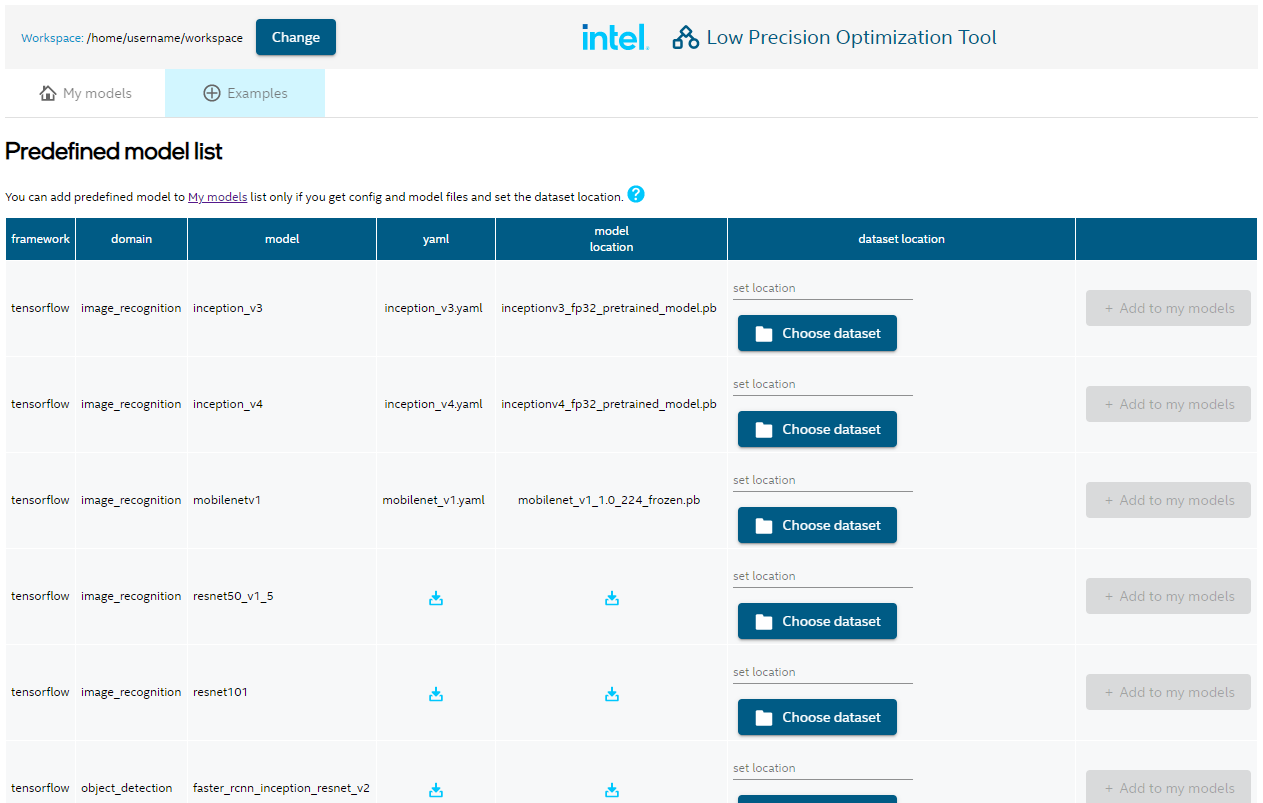 Workspace: /home/username/workspace Change intel. Low Precision Optimization Tool
My models Examples
Predefined model list
You can add predefined model to My models list only if you get config and model files and set the dataset location. ?
framework domain model yaml model location dataset location
set location
tensorflow image_recognition inception_v3 inception_v3.yaml inceptionv3_fp32_pretrained_model.pb + Add to my models
Choose dataset
set location
tensorflow image_recognition inception_v4 inception_v4.yaml inceptionv4_fp32_pretrained_model.pb + Add to my models
Choose dataset
set location
tensorflow image_recognition mobilenetv1 mobilenet_v1.yaml mobilenet_v1_1.0_224_frozen.pb + Add to my models
Choose dataset
set location
tensorflow image_recognition resnet50_v1_5 + Add to my models
Choose dataset
set location
tensorflow image_recognition resnet101 + Add to my models
Choose dataset
set location
tensorflow object_detection faster_rcnn_inception_resnet_v2 + Add to my models